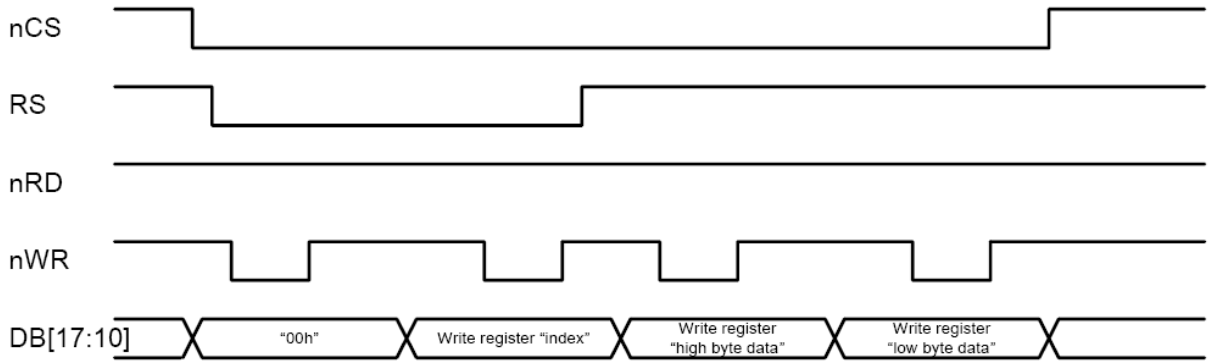 nCS
RS
nRD
nWR
DB[17:10]
“00h”
Write register “index”
Write register
“high byte data”
Write register
“low byte data”